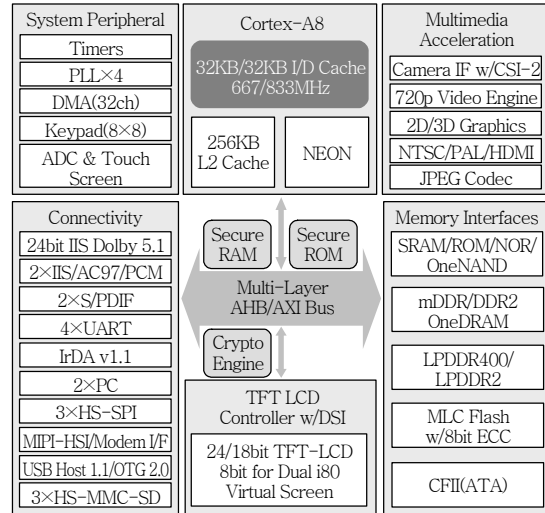 System Peripheral
Timers
PLL×4
DMA(32ch)
Keypad(8×8)
ADC & Touch
Screen
Cortex-A8
32KB/32KB I/D Cache
667/833MHz
256KB
L2 Cache
NEON
Multimedia
Acceleration
Camera IF w/CSI-2
720p Video Engine
2D/3D Graphics
NTSC/PAL/HDMI
JPEG Codec
Connectivity
24bit IIS Dolby 5.1
2×IIS/AC97/PCM
2×S/PDIF
4×UART
IrDA v1.1
2×PC
3×HS-SPI
MIPI-HSI/Modem I/F
USB Host 1.1/OTG 2.0
3×HS-MMC-SD
Secure
RAM
Secure
ROM
Multi-Layer
AHB/AXI Bus
Crypto
Engine
TFT LCD
Controller w/DSI
24/18bit TFT-LCD
8bit for Dual i80
Virtual Screen
Memory Interfaces
SRAM/ROM/NOR/
OneNAND
mDDR/DDR2
OneDRAM
LPDDR400/
LPDDR2
MLC Flash
w/8bit ECC
CFII(ATA)